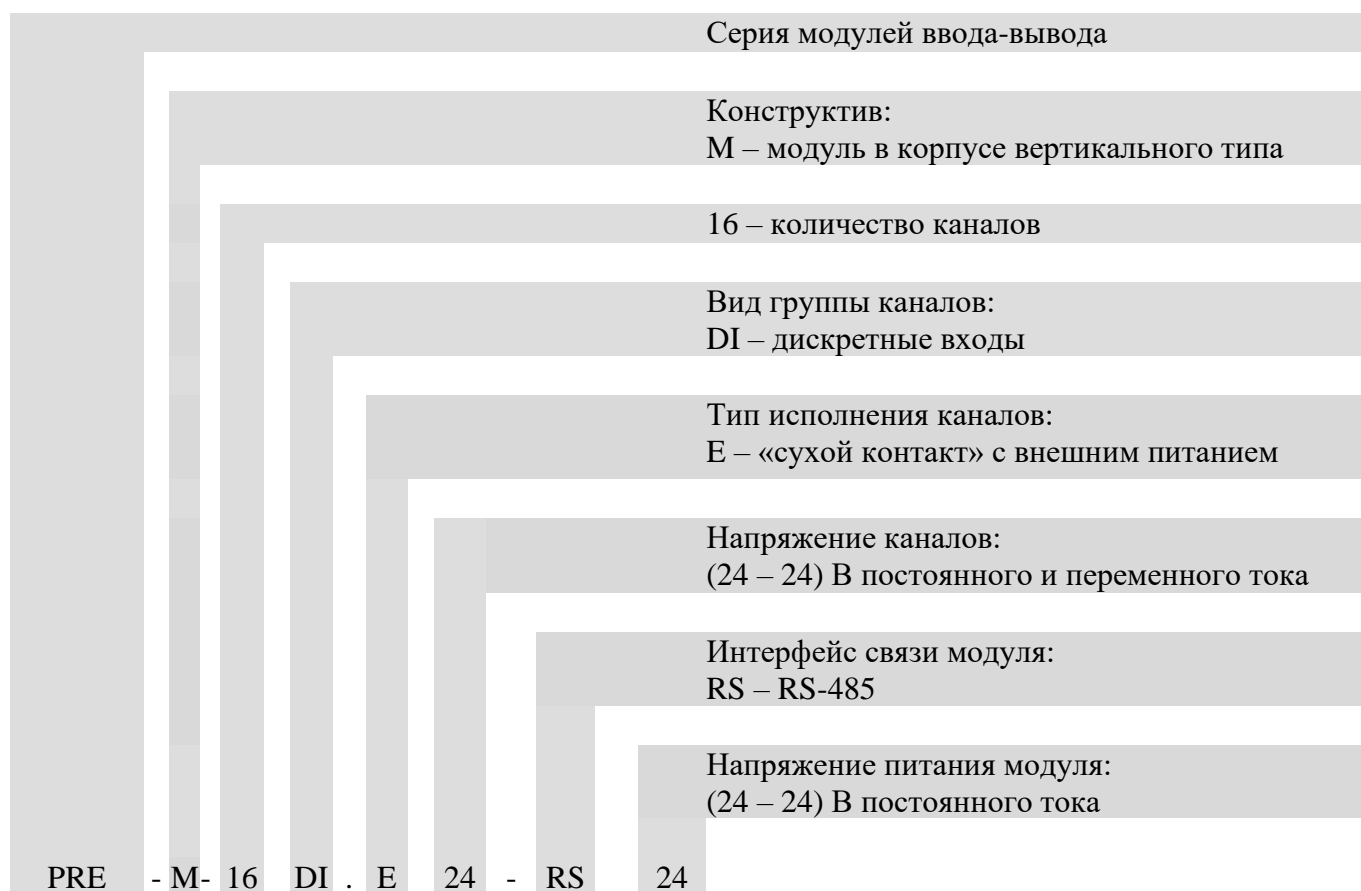 Серия модулей ввода-вывода
Конструктив:
М – модуль в корпусе вертикального типа
16 – количество каналов
Вид группы каналов:
DI – дискретные входы
Тип исполнения каналов:
Е – «сухой контакт» с внешним питанием
Напряжение каналов:
(24 – 24) В постоянного и переменного тока
Интерфейс связи модуля:
RS – RS-485
Напряжение питания модуля:
(24 – 24) В постоянного тока
PRE - M- 16 DI . E 24 - RS 24